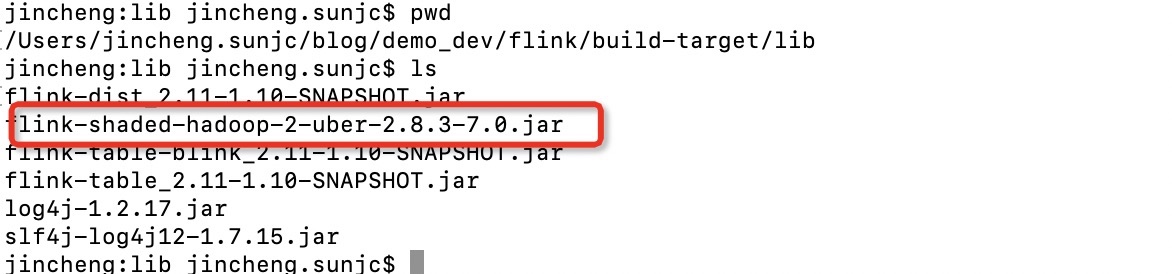 jincheng:lib jincheng.sunjc$ pwd
/Users/jincheng.sunjc/blog/demo_dev/flink/build-target/lib
jincheng:lib jincheng.sunjc$ ls
flink-dist_2.11-1.10-SNAPSHOT.jar
flink-shaded-hadoop-2-uber-2.8.3-7.0.jar
flink-table-blink_2.11-1.10-SNAPSHOT.jar
flink-table_2.11-1.10-SNAPSHOT.jar
log4j-1.2.17.jar
slf4j-log4j12-1.7.15.jar
jincheng:lib jincheng.sunjc$